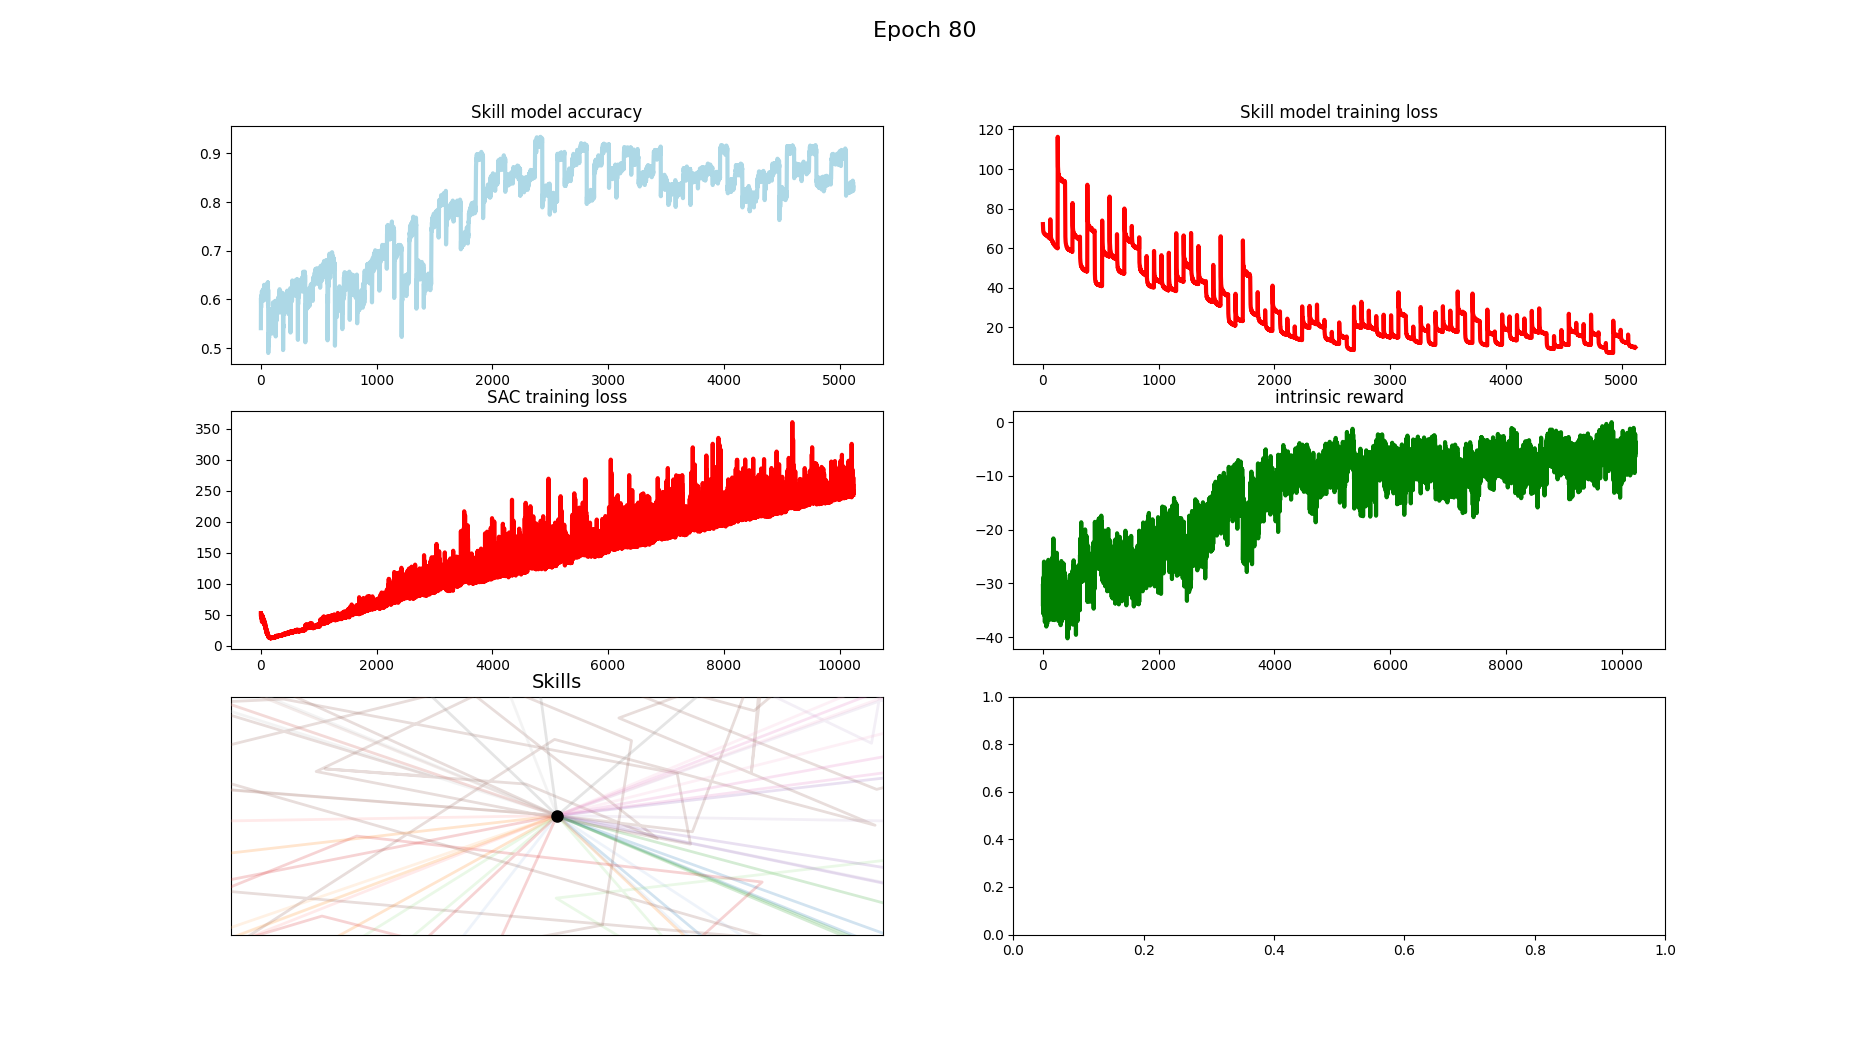 Epoch 80
Skill model accuracy
0.9
0.8
0.7
0.6
0.5
0 1000 2000 3000 4000 5000
Skill model training loss
120
100
80
60
40
20
0 1000 2000 3000 4000 5000
SAC training loss
350
300
250
200
150
100
50
0
0 2000 4000 6000 8000 10000
intrinsic reward
0
−10
−20
−30
−40
0 2000 4000 6000 8000 10000
Skills
1.0
0.8
0.6
0.4
0.2
0.0
0.0 0.2 0.4 0.6 0.8 1.0